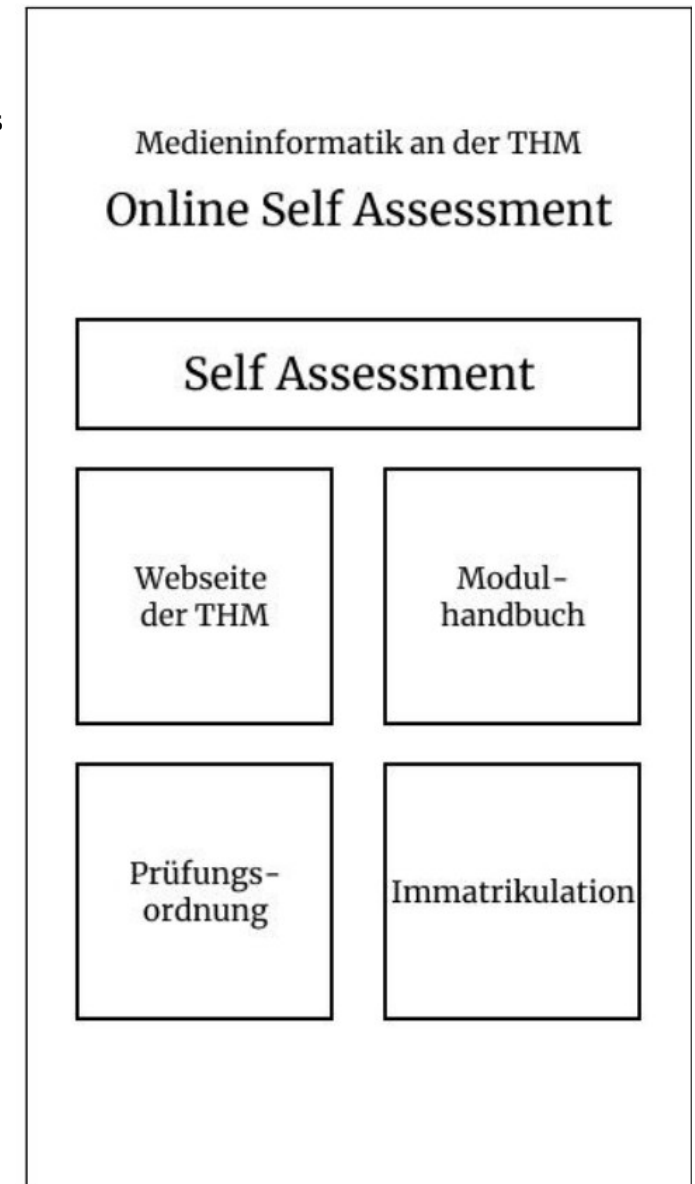 Medieninformatik an der THM
Online Self Assessment
Self Assessment
Webseite
der THM
Modul-
handbuch
Prüfungs-
ordnung
Immatrikulation